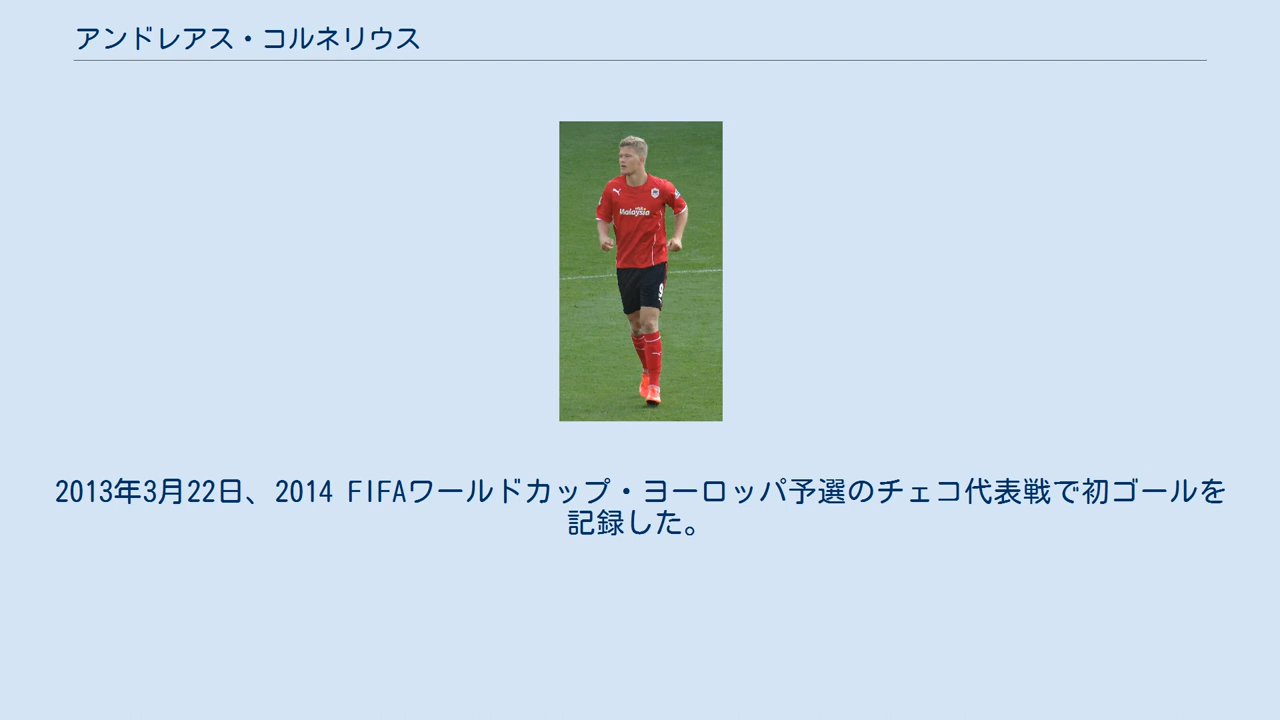 アンドレアス・コルネリウス
Malaysia
9
2013年3月22日、2014 FIFAワールドカップ・ヨーロッパ予選のチェコ代表戦で初ゴールを
記録した。